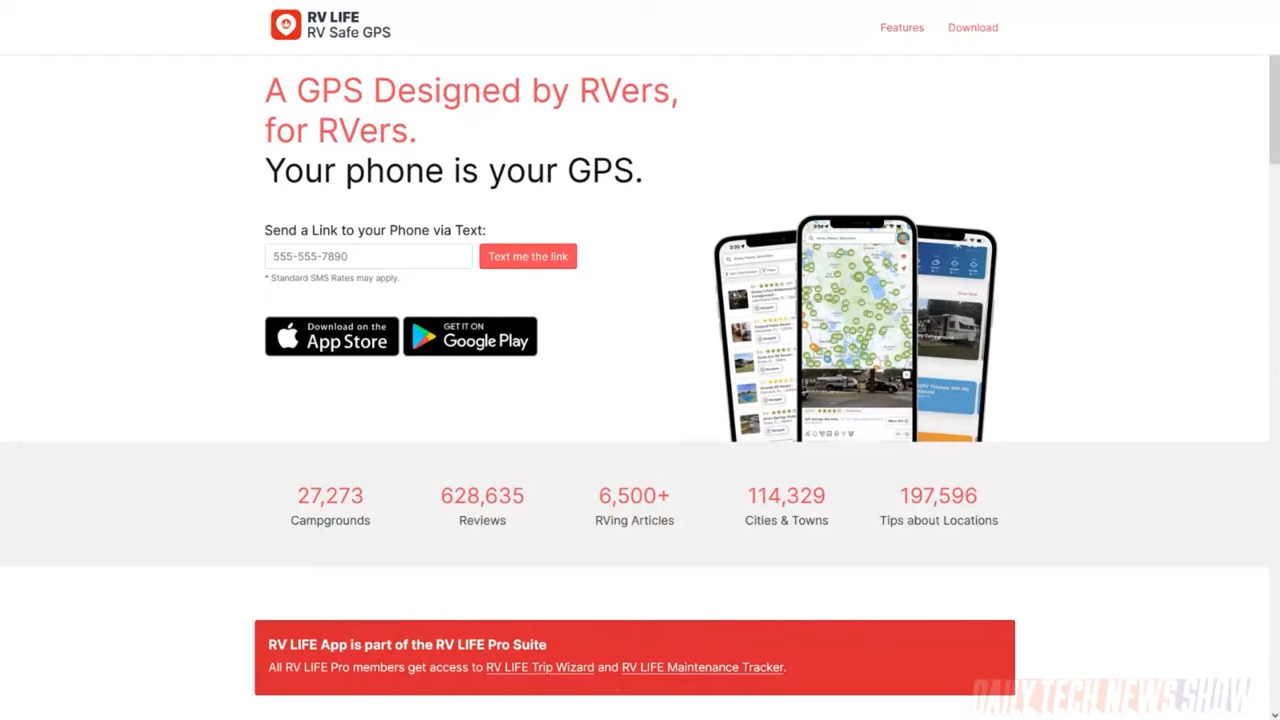 RV LIFE
RV Safe GPS
Features
Download
A GPS Designed by RVers,
for RVers.
Your phone is your GPS.
Send a Link to your Phone via Text:
555-555-7890
Text me the link
* Standard SMS Rates may apply.
Download on the
App Store
GET IT ON
Google Play
27,273
Campgrounds
628,635
Reviews
6,500+
RVing Articles
114,329
Cities & Towns
197,596
Tips about Locations
RV LIFE App is part of the RV LIFE Pro Suite
All RV LIFE Pro members get access to RV LIFE Trip Wizard and RV LIFE Maintenance Tracker.
DAILY TECH NEWS SHOW